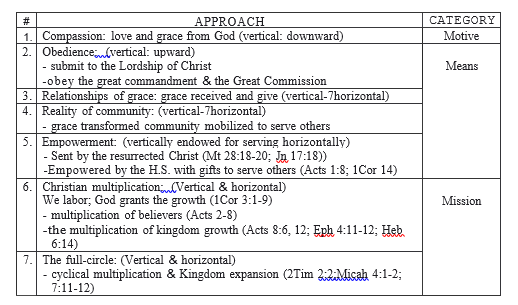 # APPROACH CATEGORY
1. Compassion: love and grace from God (vertical: downward) Motive
2. Obedience: (vertical: upward)
- submit to the Lordship of Christ Means
-obey the great commandment & the Great Commission
3. Relationships of grace: grace received and give (vertical-7horizontal)
4. Reality of community: (vertical-7horizontal)
- grace transformed community mobilized to serve others
5. Empowerment: (vertically endowed for serving horizontally)
- Sent by the resurrected Christ (Mt 28:18-20; Jn 17:18))
-Empowered by the H.S. with gifts to serve others (Acts 1:8; 1Cor 14)
6. Christian multiplication: (Vertical & horizontal)
We labor; God grants the growth (1Cor 3:1-9) Mission
- multiplication of believers (Acts 2-8)
-the multiplication of kingdom growth (Acts 8:6, 12; Eph 4:11-12; Heb
6:14)
7. The full-circle: (Vertical & horizontal)
- cyclical multiplication & Kingdom expansion (2Tim 2:2;Micah 4:1-2;
7:11-12)